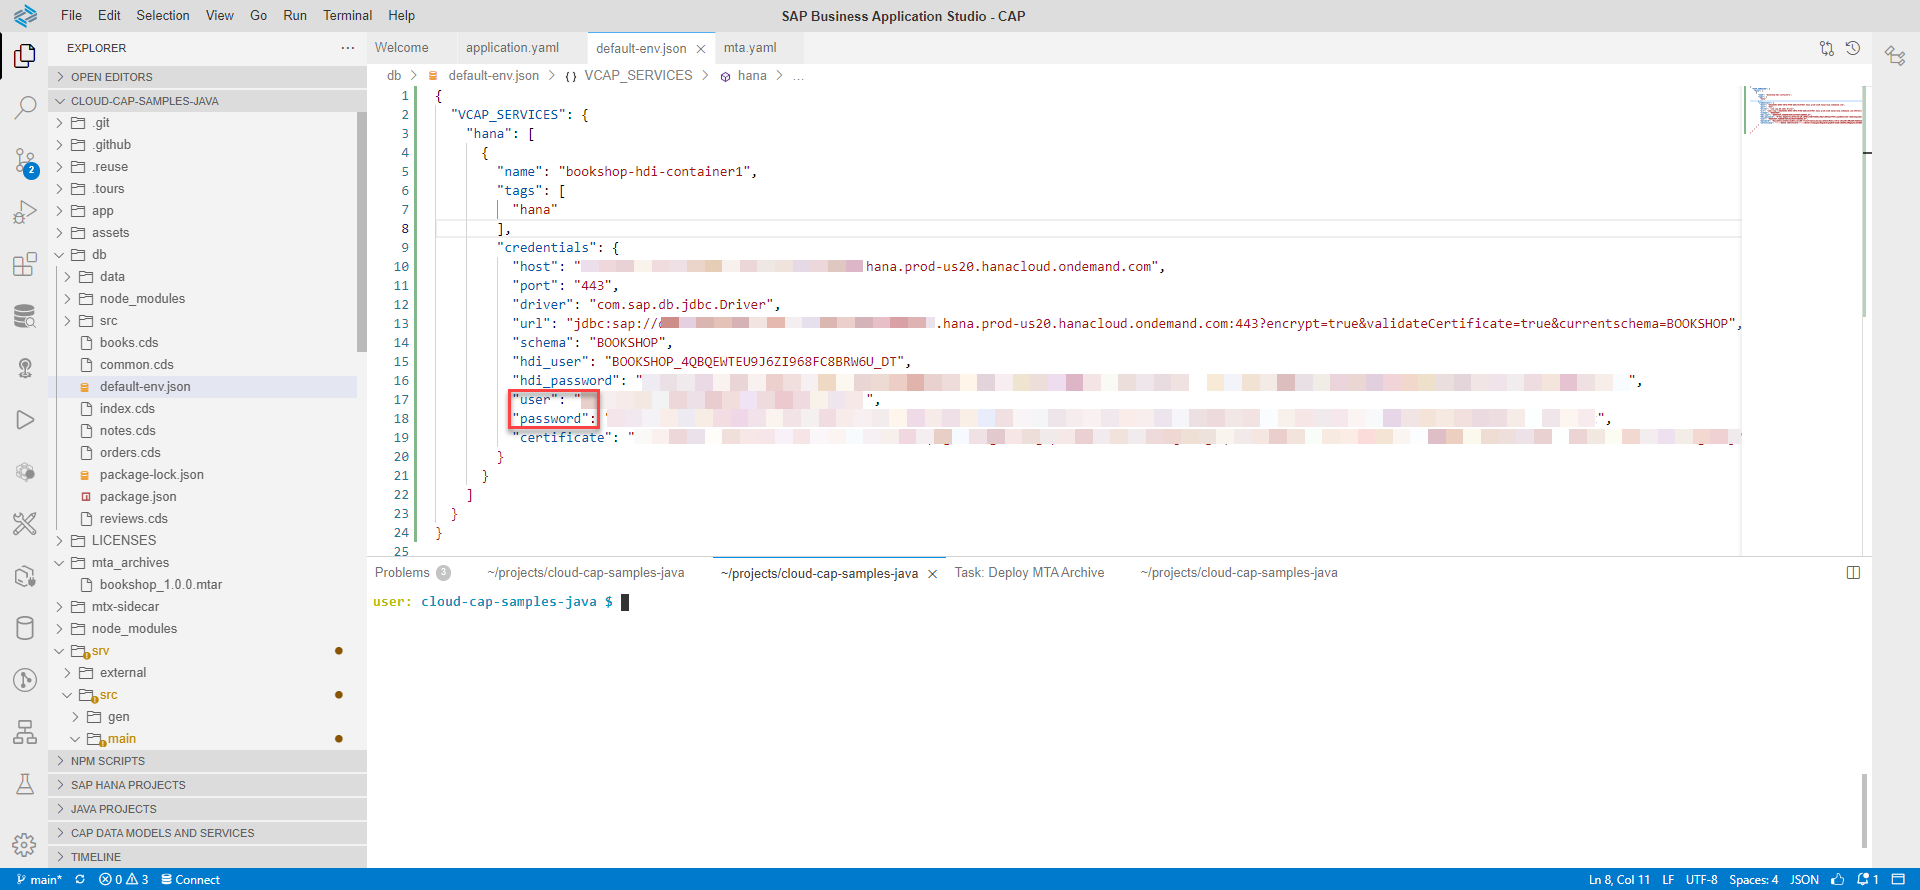 File Edit Selection View Go Run Terminal Help
SAP Business Application Studio - CAP
EXPLORER
OPEN EDITORS
CLOUD-CAP-SAMPLES-JAVA
.git
.github
.reuse
.tours
app
assets
db
data
node_modules
src
books.cds
common.cds
default-env.json
index.cds
notes.cds
orders.cds
package-lock.json
package.json
reviews.cds
LICENSES
mta_archives
bookshop_1.0.0.mtar
mtx-sidecar
node_modules
srv
external
src
gen
main
NPM SCRIPTS
SAP HANA PROJECTS
JAVA PROJECTS
CAP DATA MODELS AND SERVICES
TIMELINE
2
Welcome application.yaml default-env.json mta.yaml
db > default-env.json > {} VCAP_SERVICES > hana > ...
1 {
2 "VCAP_SERVICES": {
3 "hana": [
4 {
5 "name": "bookshop-hdi-container1",
6 "tags": [
7 "hana"
8 ],
9 "credentials": {
10 "host": " hana.prod-us20.hanacloud.ondemand.com",
11 "port": "443",
12 "driver": "com.sap.db.jdbc.Driver",
13 "url": "jdbc:sap:// .hana.prod-us20.hanacloud.ondemand.com:443?encrypt=true&validateCertificate=true&currentschema=BOOKSHOP",
14 "schema": "BOOKSHOP",
15 "hdi_user": "BOOKSHOP_4QBQEWTEU9J6ZI968FC8BRW6U_DT",
16 "hdi_password": " ",
17 "user": " ",
18 "password": " ",
19 "certificate": "
20 }
21 }
22 ]
23 }
24 }
25
Problems 3 ~/projects/cloud-cap-samples-java ~/projects/cloud-cap-samples-java Task: Deploy MTA Archive ~/projects/cloud-cap-samples-java
user: cloud-cap-samples-java $
main* 0 3 Connect
Ln 8, Col 11 LF UTF-8 Spaces: 4 JSON 1